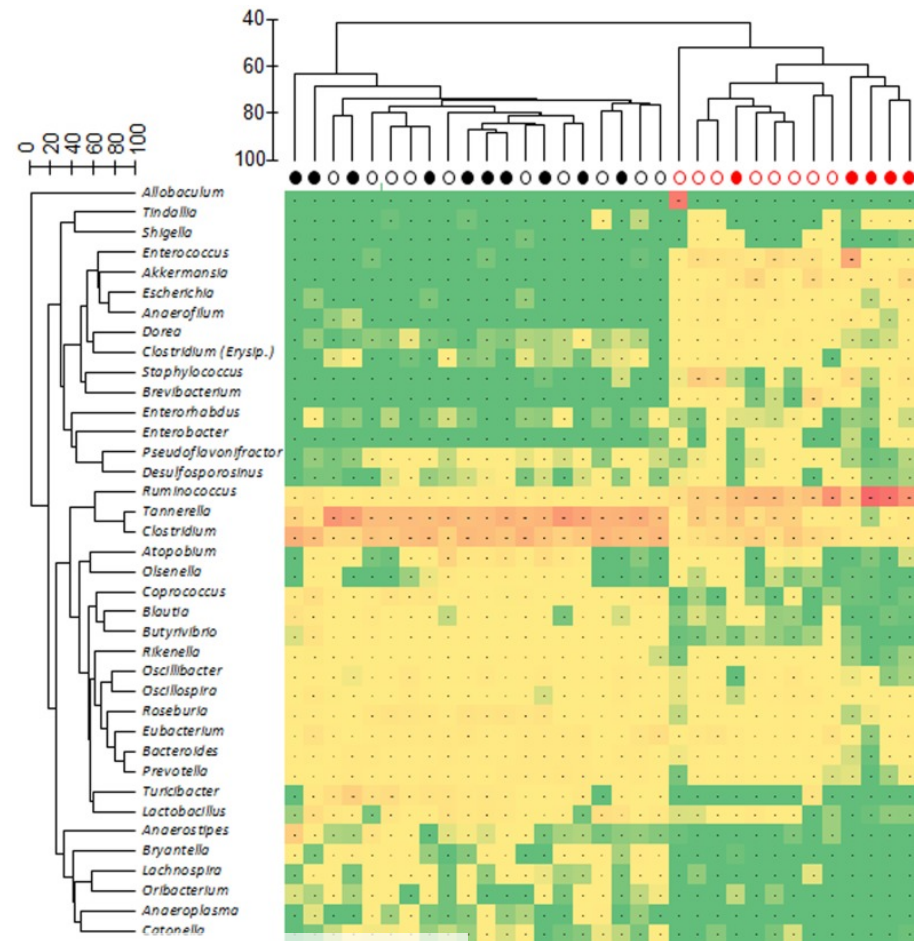 40
60
80
100
0 20 40 60 80 100
Allobaculum
Tindallia
Shigella
Enterococcus
Akkermansia
Escherichia
Anaerofilum
Dorea
Clostridium (Erysip.)
Staphylococcus
Brevibacterium
Enterorhabdus
Enterobacter
Pseudoflavonifractor
Desulfosporosinus
Ruminococcus
Tannerella
Clostridium
Atopobium
Olsenella
Coprococcus
Blautia
Butyrivibrio
Rikenella
Oscillibacter
Oscillospira
Roseburia
Eubacterium
Bacteroides
Prevotella
Turicibacter
Lactobacillus
Anaerostipes
Bryantella
Lachnospira
Oribacterium
Anaeroplasma
Catonella